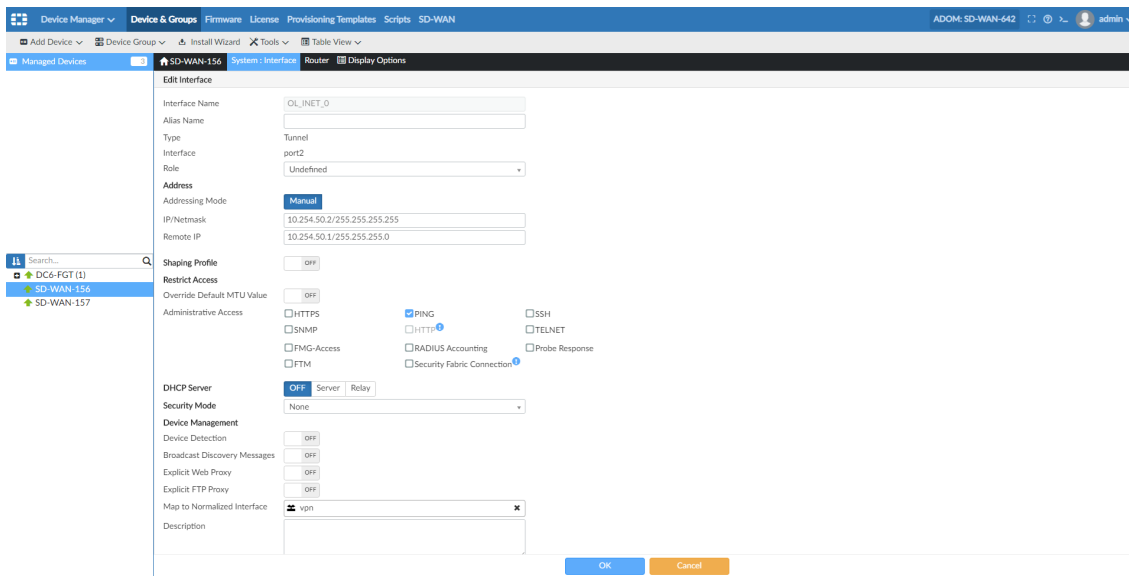 Device Manager Device & Groups Firmware License Provisioning Templates Scripts SD-WAN ADOM: SD-WAN-642 admin
Add Device Device Group Install Wizard Tools Table View
Managed Devices 3 SD-WAN-156 System : Interface Router Display Options
Edit Interface
Interface Name OL_INET_0
Alias Name
Type Tunnel
Interface port2
Role Undefined
Address
Addressing Mode Manual
IP/Netmask 10.254.50.2/255.255.255.255
Remote IP 10.254.50.1/255.255.255.0
Search...
DC6-FGT (1)
SD-WAN-156
SD-WAN-157
Shaping Profile OFF
Restrict Access
Override Default MTU Value OFF
Administrative Access HTTPS PING SSH
SNMP HTTP TELNET
FMG-Access RADIUS Accounting Probe Response
FTM Security Fabric Connection
DHCP Server OFF Server Relay
Security Mode None
Device Management
Device Detection OFF
Broadcast Discovery Messages OFF
Explicit Web Proxy OFF
Explicit FTP Proxy OFF
Map to Normalized Interface vpn
Description
OK Cancel